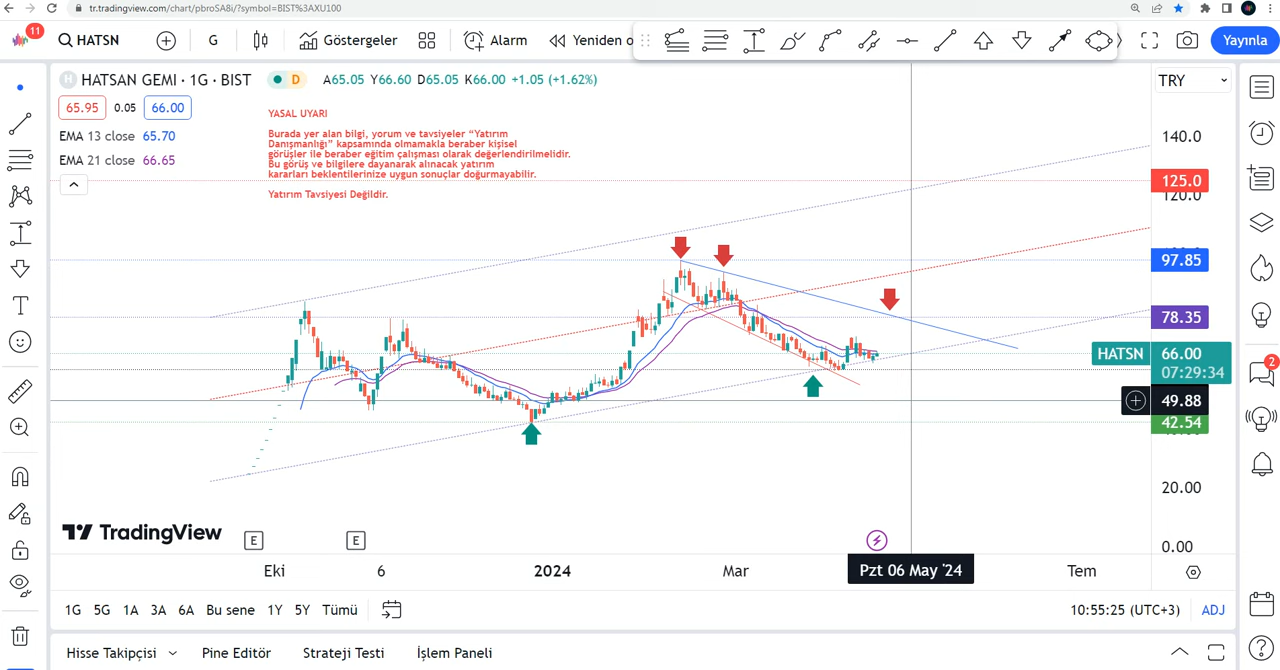 tr.tradingview.com/chart/pbroSA8i/?symbol=BIST%3AXU100
11
HATSN
G
Göstergeler
Alarm
Yeniden o
Yayınla
H HATSAN GEMİ · 1G · BIST
D
A65.05 Y66.60 D65.05 K66.00 +1.05 (+1.62%)
TRY
65.95 0.05 66.00
EMA 13 close 65.70
EMA 21 close 66.65
YASAL UYARI
Burada yer alan bilgi, yorum ve tavsiyeler “Yatırım
Danışmanlığı” kapsamında olmamakla beraber kişisel
görüşler ile beraber eğitim çalışması olarak değerlendirilmelidir.
Bu görüş ve bilgilere dayanarak alınacak yatırım
kararları beklentilerinize uygun sonuçlar doğurmayabilir.
Yatırım Tavsiyesi Değildir.
140.0
125.0
120.0
97.85
78.35
HATSN 66.00
07:29:34
2
49.88
42.54
20.00
0.00
TradingView
E
E
Eki
6
2024
Mar
Pzt 06 May '24
Tem
1G 5G 1A 3A 6A Bu sene 1Y 5Y Tümü
10:55:25 (UTC+3) ADJ
Hisse Takipçisi
Pine Editör
Strateji Testi
İşlem Paneli